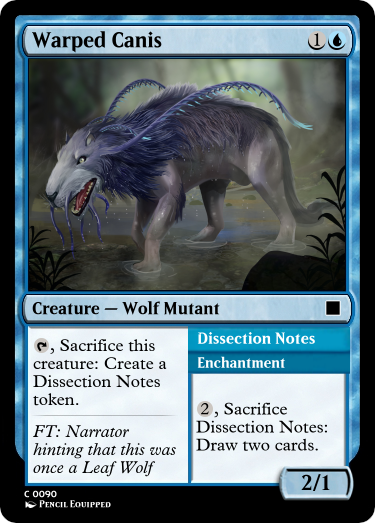 Warped Canis
1
Creature — Wolf Mutant
, Sacrifice this
creature: Create a
Dissection Notes
token.
FT: Narrator
hinting that this was
once a Leaf Wolf
Dissection Notes
Enchantment
2, Sacrifice
Dissection Notes:
Draw two cards.
2/1
C 0090
Pencil Equipped